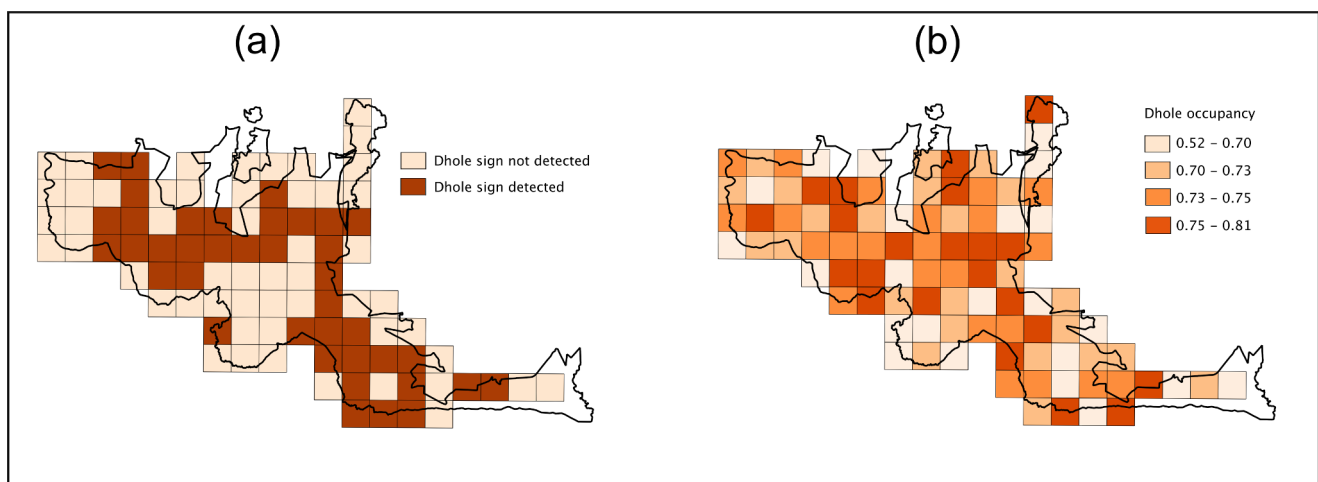 (a)
Dhole sign not detected
Dhole sign detected
(b)
Dhole occupancy
0.52 – 0.70
0.70 – 0.73
0.73 – 0.75
0.75 – 0.81